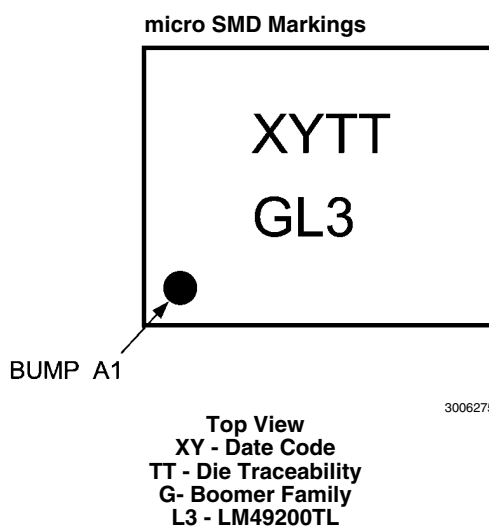 micro SMD Markings
XYTT
GL3
BUMP A1
3006275
Top View
XY - Date Code
TT - Die Traceability
G- Boomer Family
L3 - LM49200TL